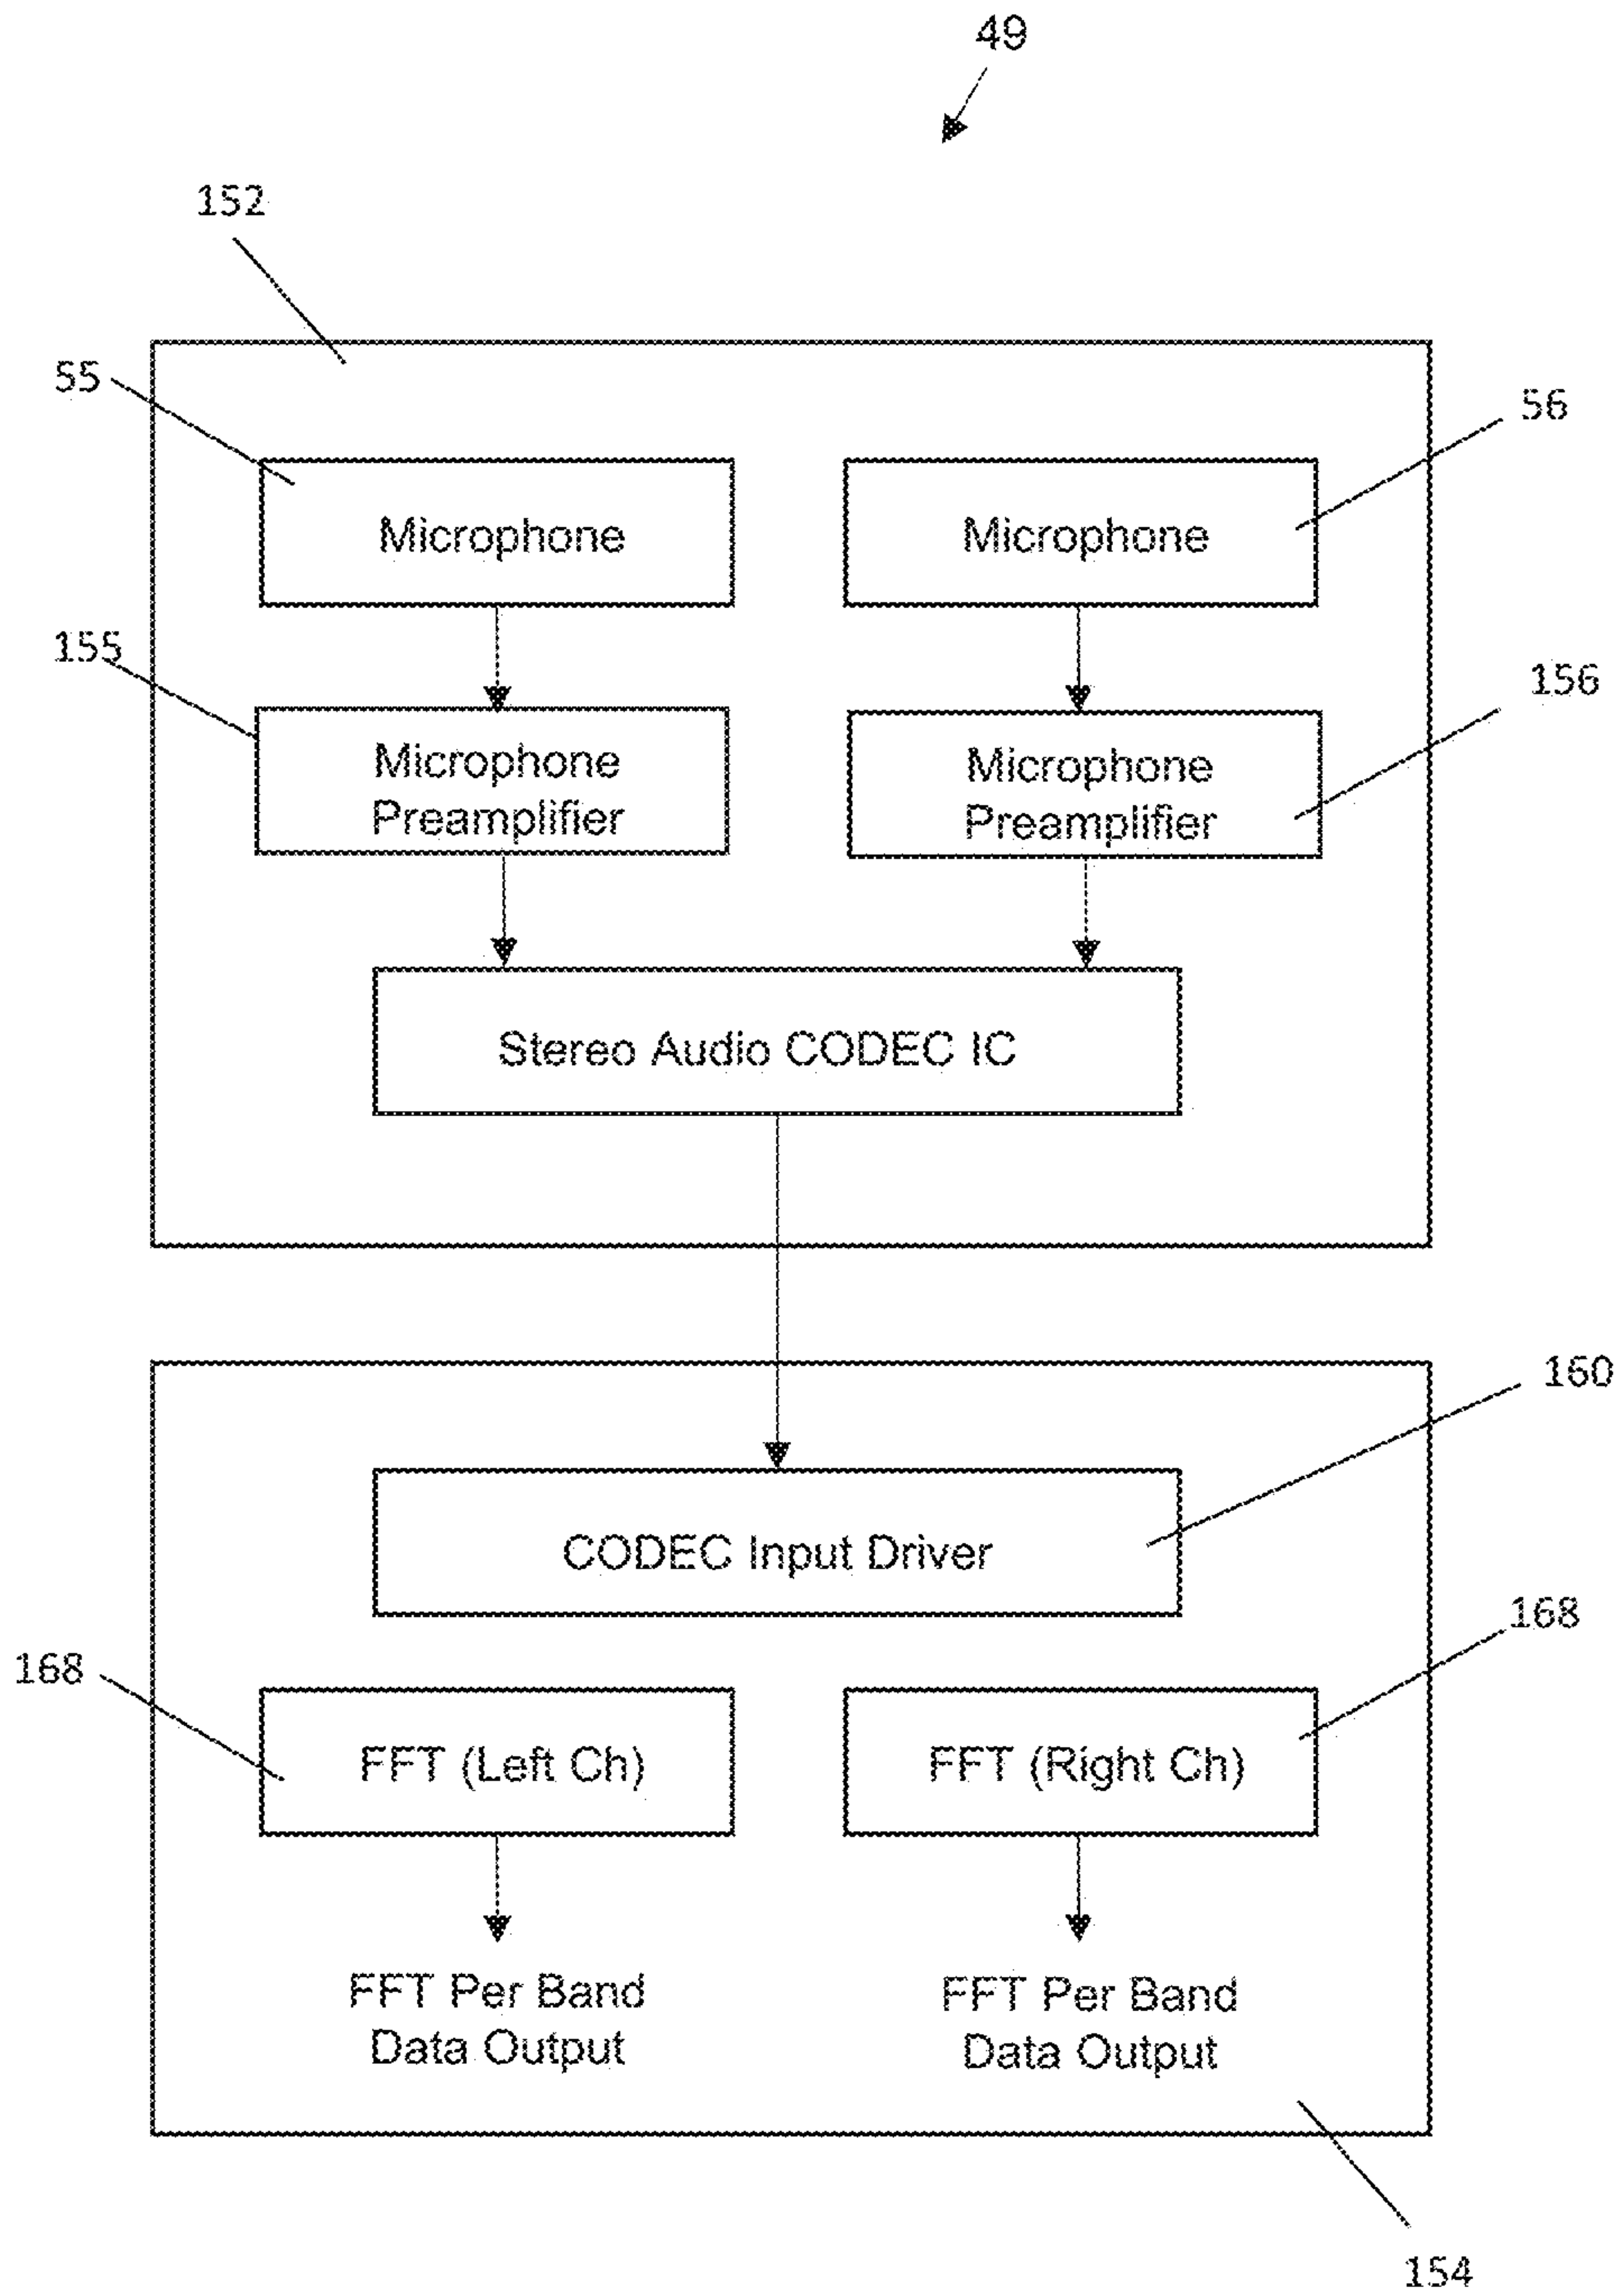 49
152
55
56
Microphone
Microphone
155
156
Microphone
Preamplifier
Microphone
Preamplifier
Stereo Audio CODEC IC
160
CODEC Input Driver
168
168
FFT (Left Ch)
FFT (Right Ch)
FFT Per Band
Data Output
FFT Per Band
Data Output
154